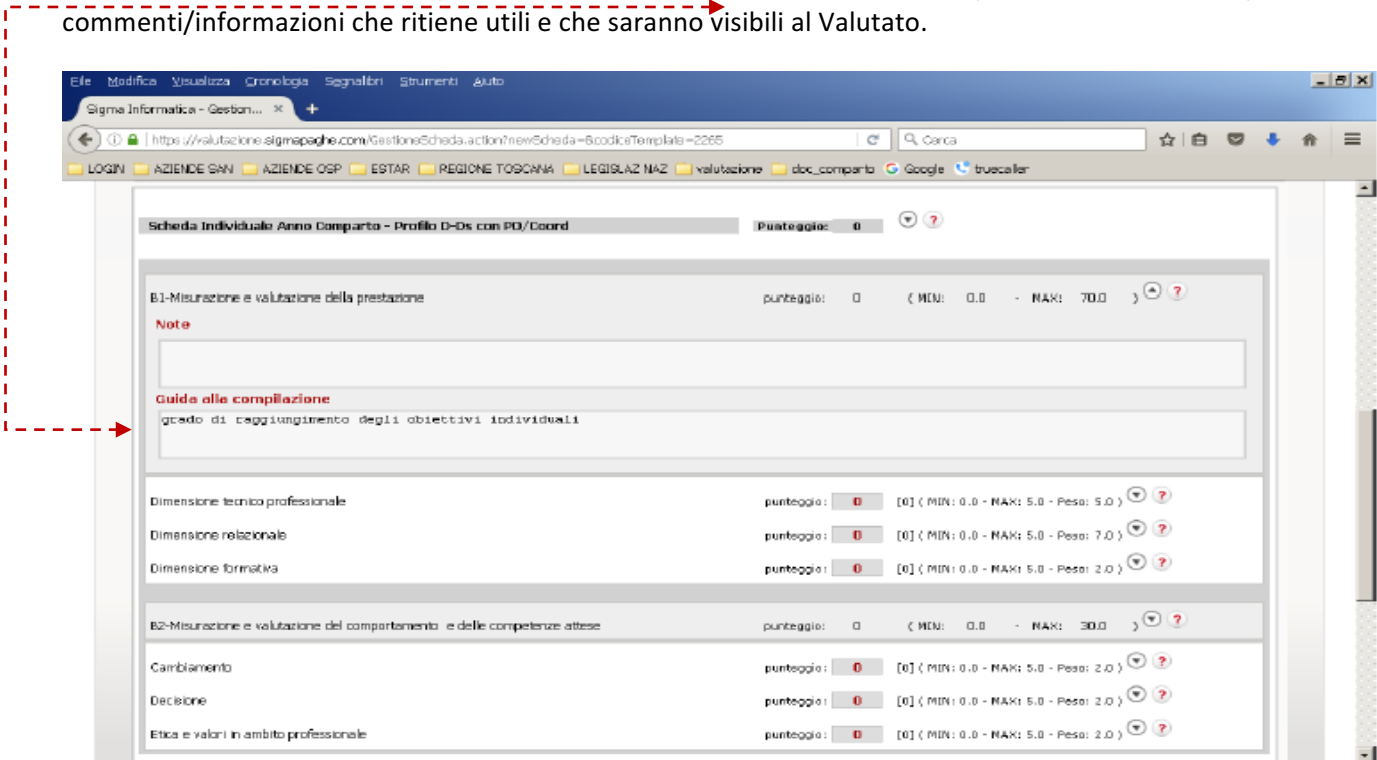 commenti/informazioni che ritiene utili e che saranno visibili al Valutato.
File Modifica Visualizza Cronologia Segnalibri Strumenti Aiuto
Sigma Informatica - Gestion... × +
https://valutazione.sigmapaghe.com/GestioneScheda.action?newScheda=&codiceTemplate=2265 Cerca
LOGIN AZIENDE SAN AZIENDE OSP ESTAR REGIONE TOSCANA LEGISLAZ NAZ valutazione doc_comparto Google truecaller
Scheda Individuale Anno Comparto - Profilo D-Ds con PO/Coord Punteggio: 0 ?
B1-Misurazione e valutazione della prestazione punteggio: 0 ( MIN: 0.0 - MAX: 70.0 ) ?
Note
Guida alla compilazione
grado di raggiungimento degli obiettivi individuali
Dimensione tecnico professionale punteggio: 0 [0] ( MIN: 0.0 - MAX: 5.0 - Peso: 5.0 ) ?
Dimensione relazionale punteggio: 0 [0] ( MIN: 0.0 - MAX: 5.0 - Peso: 7.0 ) ?
Dimensione formativa punteggio: 0 [0] ( MIN: 0.0 - MAX: 5.0 - Peso: 2.0 ) ?
B2-Misurazione e valutazione del comportamento e delle competenze attese punteggio: 0 ( MIN: 0.0 - MAX: 30.0 ) ?
Cambiamento punteggio: 0 [0] ( MIN: 0.0 - MAX: 5.0 - Peso: 2.0 ) ?
Decisione punteggio: 0 [0] ( MIN: 0.0 - MAX: 5.0 - Peso: 2.0 ) ?
Etica e valori in ambito professionale punteggio: 0 [0] ( MIN: 0.0 - MAX: 5.0 - Peso: 2.0 ) ?